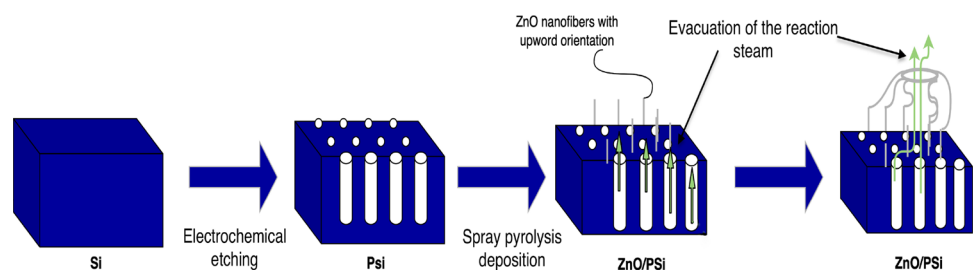 ZnO nanofibers with
upword orientation
Evacuation of the reaction
steam
Electrochemical
etching
Spray pyrolysis
deposition
Si
Psi
ZnO/PSi
ZnO/PSi